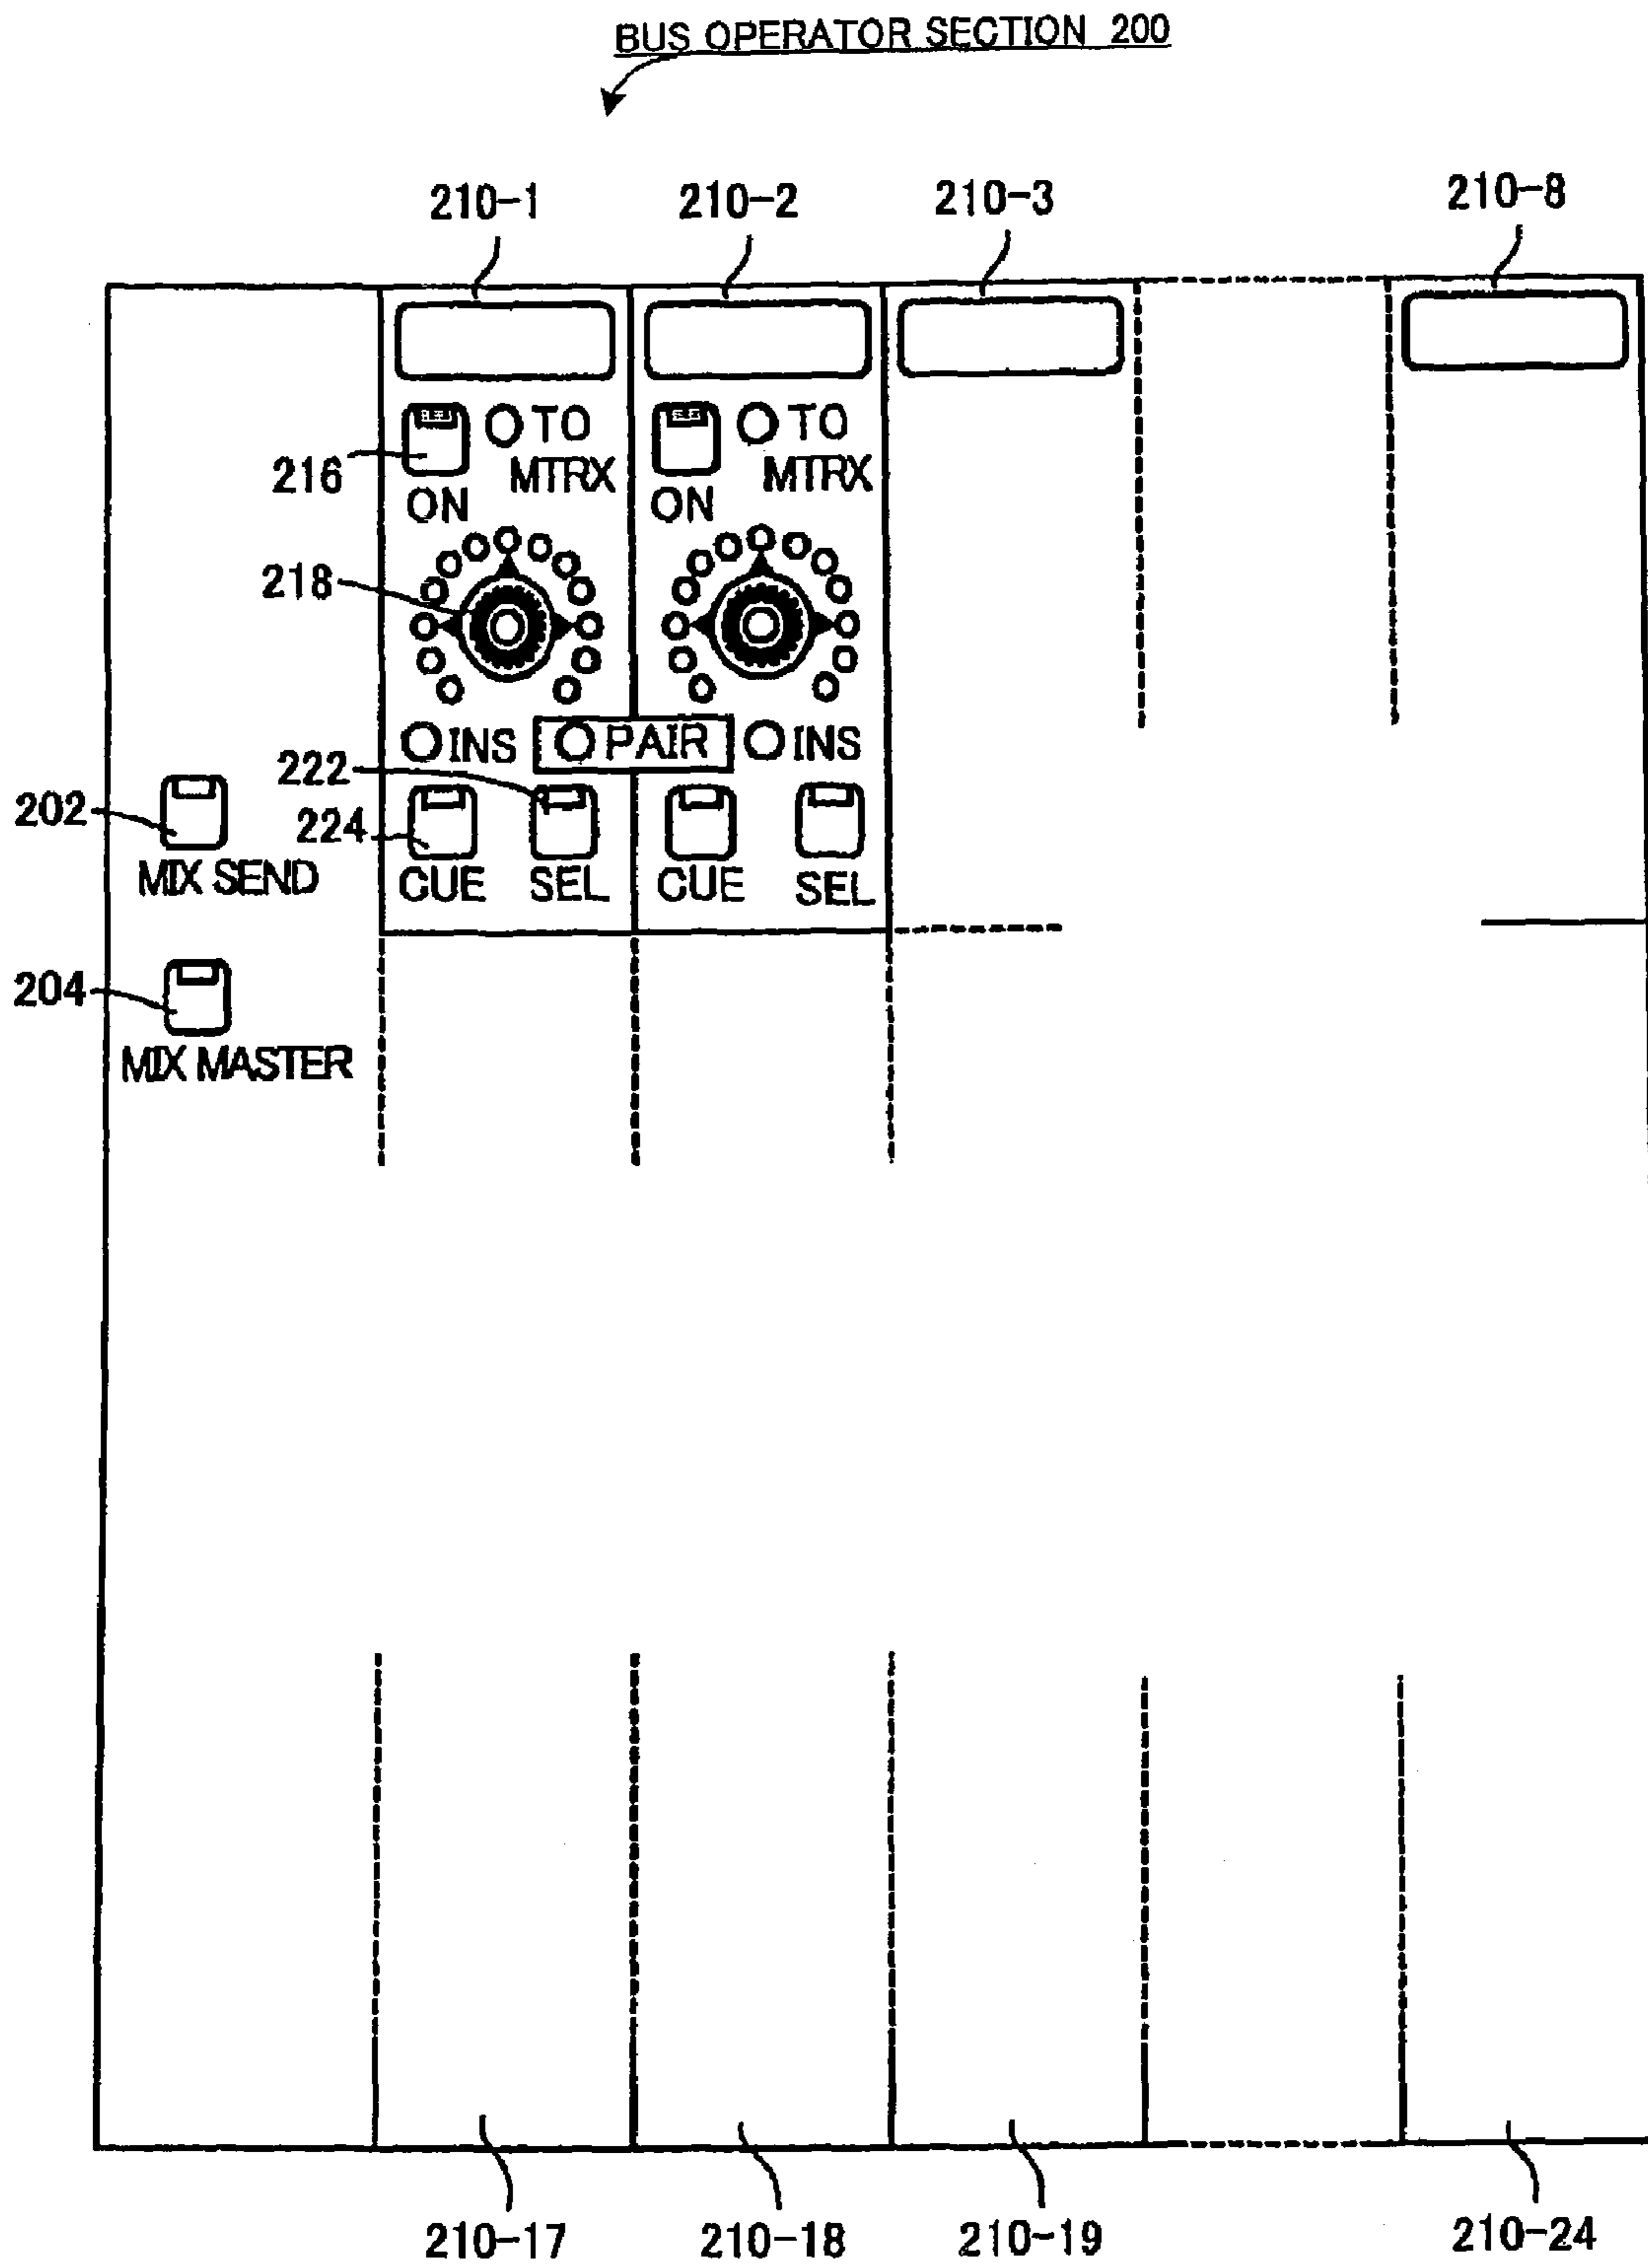 BUS OPERATOR SECTION 200
210-1 210-2 210-3 210-8
TO TO
216 MTRX MTRX
ON ON
218
INS PAIR INS
222
202 224
MIX SEND CUE SEL CUE SEL
204
MIX MASTER
210-17 210-18 210-19 210-24